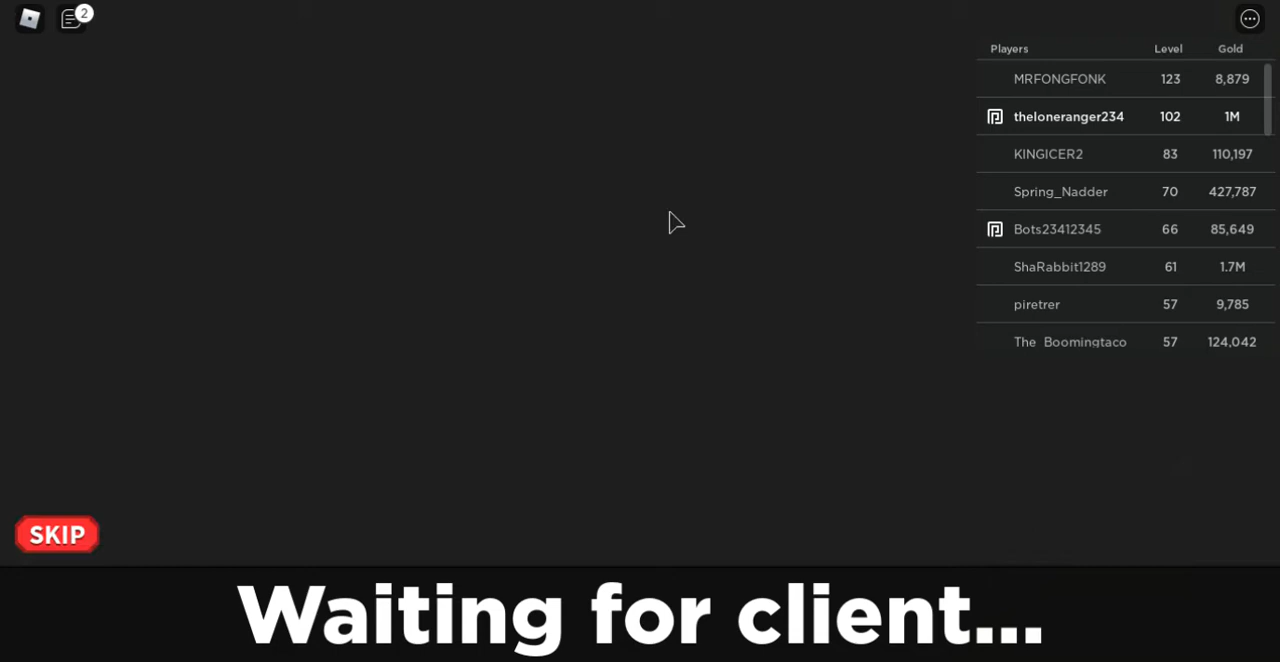 2
Players Level Gold
MRFONGFONK 123 8,879
theloneranger234 102 1M
KINGICER2 83 110,197
Spring_Nadder 70 427,787
Bots23412345 66 85,649
ShaRabbit1289 61 1.7M
piretrer 57 9,785
The_Boomingtaco 57 124,042
SKIP
Waiting for client...